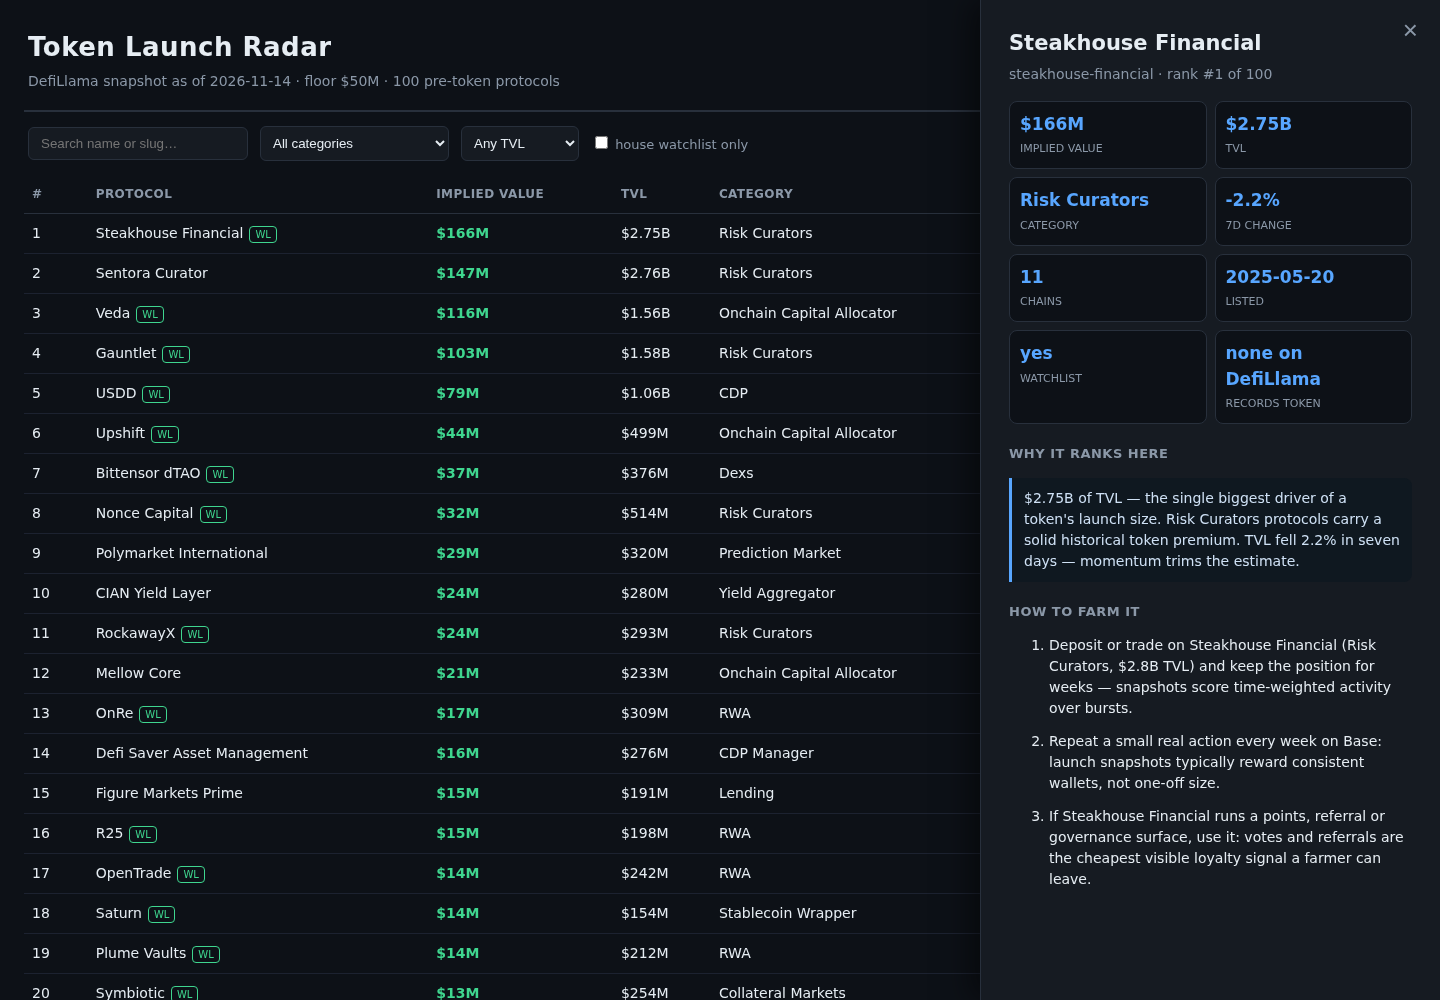 Token Launch Radar
DefiLlama snapshot as of 2026-11-14 · floor $50M · 100 pre-token protocols
Search name or slug…
All categories
Any TVL
house watchlist only
# PROTOCOL IMPLIED VALUE TVL CATEGORY
1 Steakhouse Financial WL $166M $2.75B Risk Curators
2 Sentora Curator $147M $2.76B Risk Curators
3 Veda WL $116M $1.56B Onchain Capital Allocator
4 Gauntlet WL $103M $1.58B Risk Curators
5 USDD WL $79M $1.06B CDP
6 Upshift WL $44M $499M Onchain Capital Allocator
7 Bittensor dTAO WL $37M $376M Dexs
8 Nonce Capital WL $32M $514M Risk Curators
9 Polymarket International $29M $320M Prediction Market
10 CIAN Yield Layer $24M $280M Yield Aggregator
11 RockawayX WL $24M $293M Risk Curators
12 Mellow Core $21M $233M Onchain Capital Allocator
13 OnRe WL $17M $309M RWA
14 Defi Saver Asset Management $16M $276M CDP Manager
15 Figure Markets Prime $15M $191M Lending
16 R25 WL $15M $198M RWA
17 OpenTrade WL $14M $242M RWA
18 Saturn WL $14M $154M Stablecoin Wrapper
19 Plume Vaults WL $14M $212M RWA
20 Symbiotic WL $13M $254M Collateral Markets
×
Steakhouse Financial
steakhouse-financial · rank #1 of 100
$166M
IMPLIED VALUE
$2.75B
TVL
Risk Curators
CATEGORY
-2.2%
7D CHANGE
11
CHAINS
2025-05-20
LISTED
yes
WATCHLIST
none on
DefiLlama
RECORDS TOKEN
WHY IT RANKS HERE
$2.75B of TVL — the single biggest driver of a
token's launch size. Risk Curators protocols carry a
solid historical token premium. TVL fell 2.2% in seven
days — momentum trims the estimate.
HOW TO FARM IT
1. Deposit or trade on Steakhouse Financial (Risk
Curators, $2.8B TVL) and keep the position for
weeks — snapshots score time-weighted activity
over bursts.
2. Repeat a small real action every week on Base:
launch snapshots typically reward consistent
wallets, not one-off size.
3. If Steakhouse Financial runs a points, referral or
governance surface, use it: votes and referrals are
the cheapest visible loyalty signal a farmer can
leave.